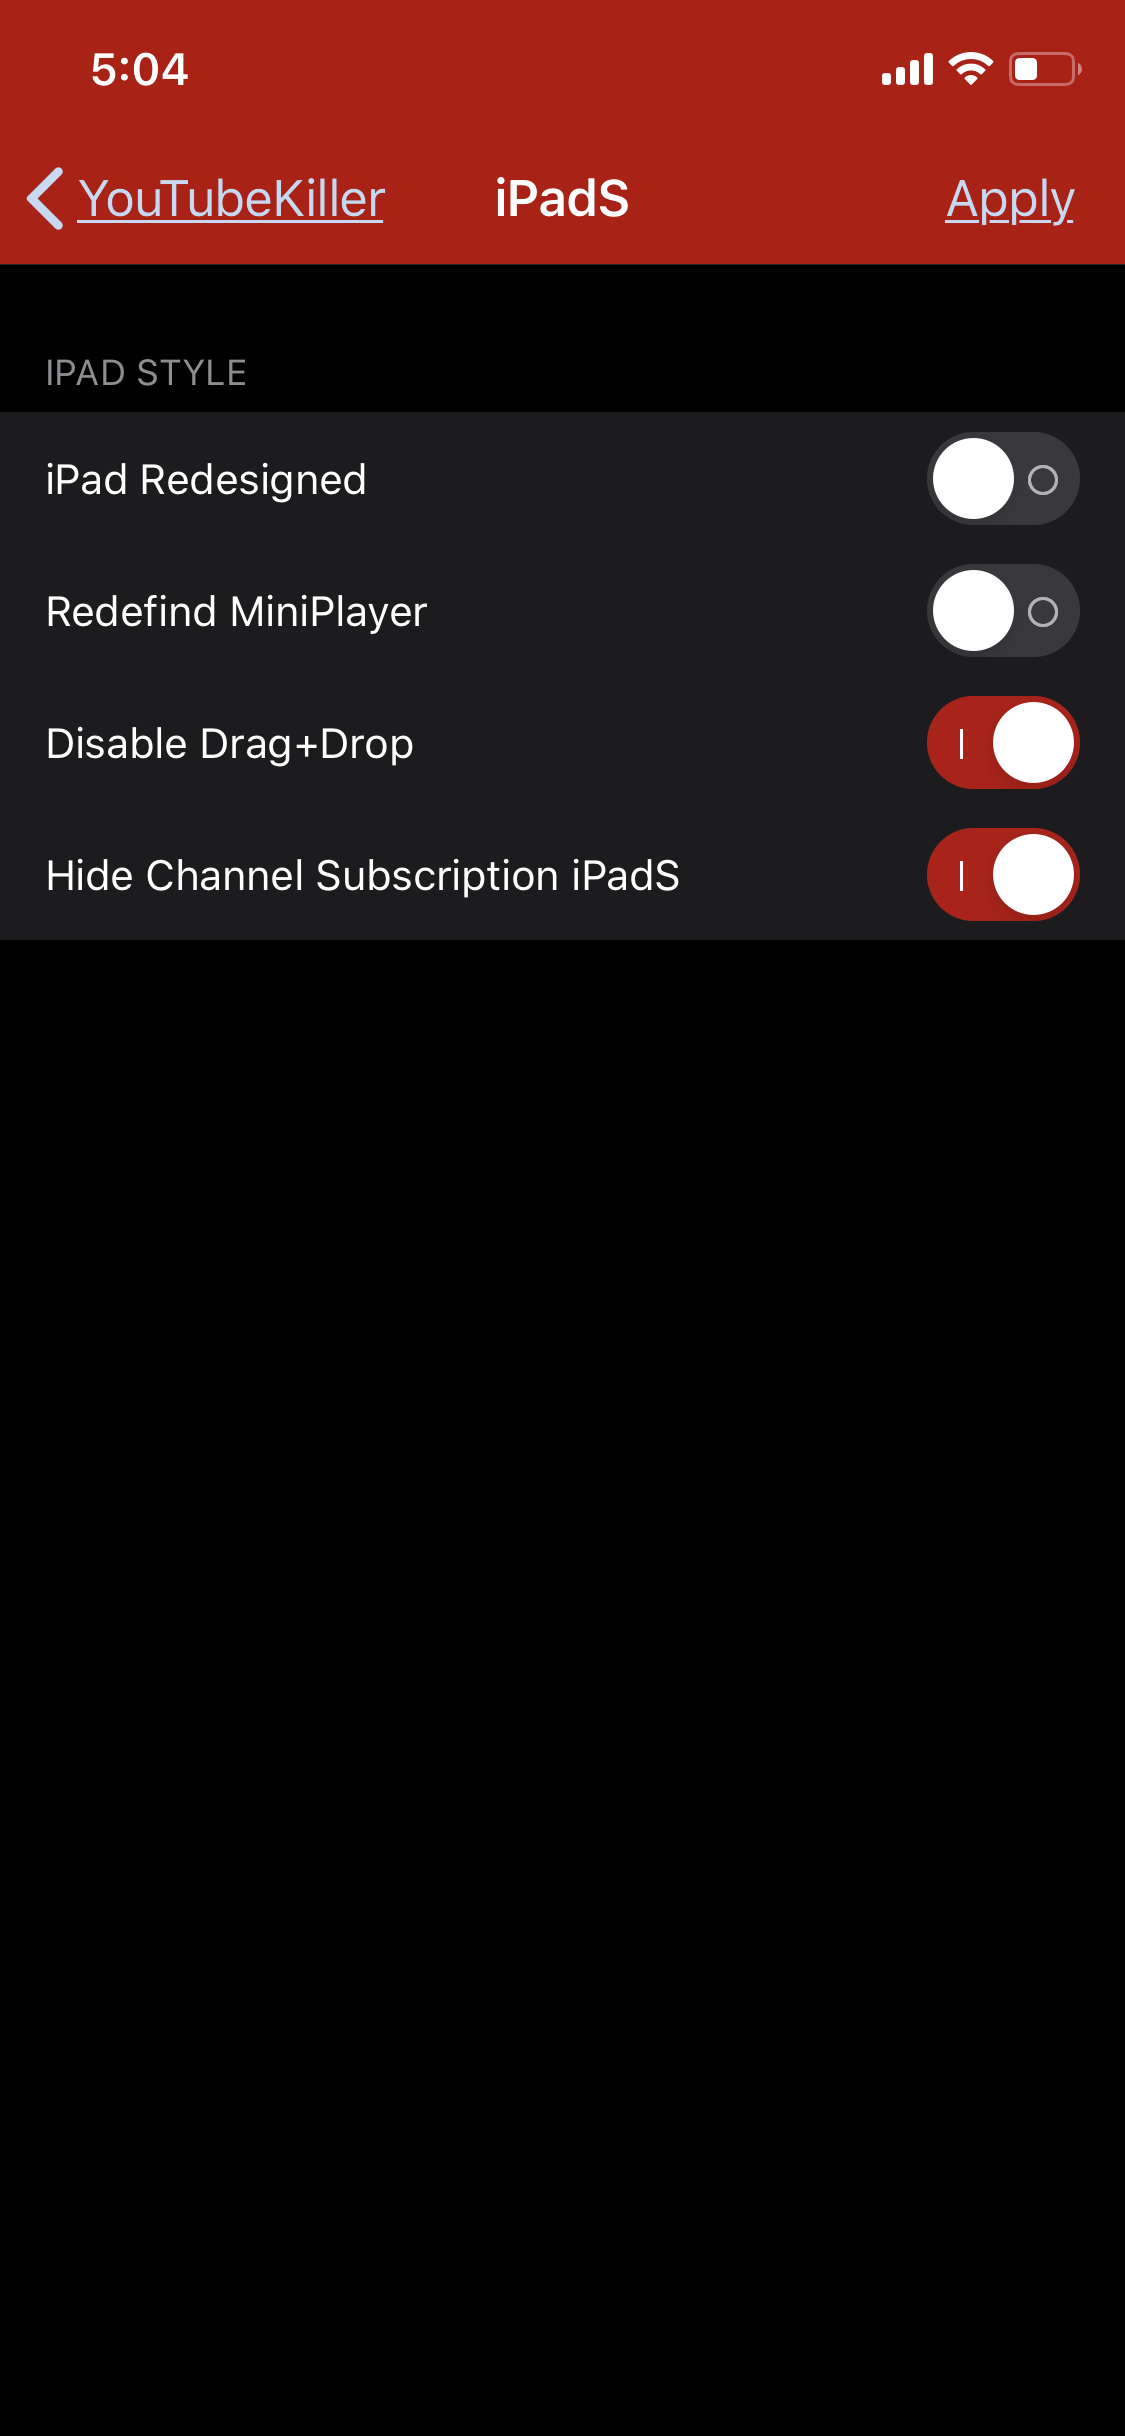 5:04
YouTubeKiller iPadS Apply
IPAD STYLE
iPad Redesigned
Redefind MiniPlayer
Disable Drag+Drop
Hide Channel Subscription iPadS